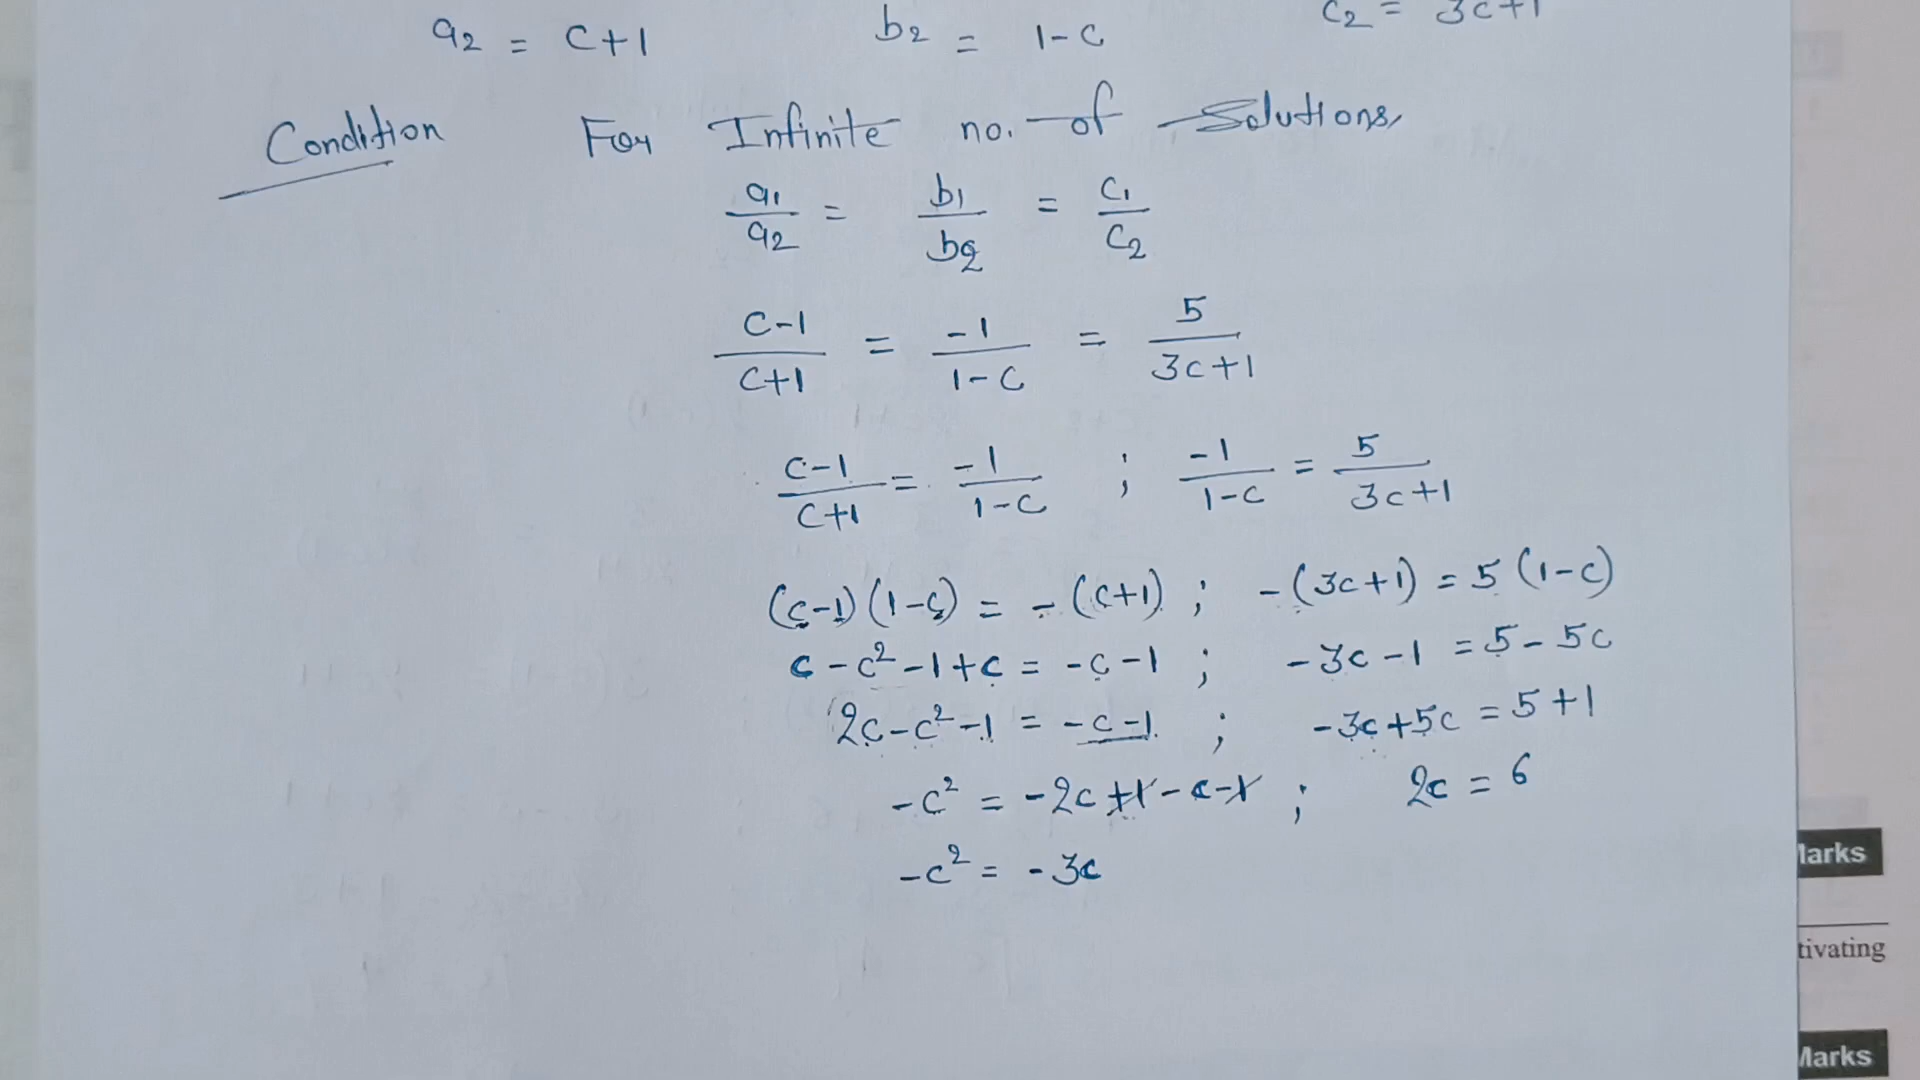 a2 = c+1 b2 = 1-c c2 = 3c+1
Condition For Infinite no. of Solutions,
a1/a2 = b1/b2 = c1/c2
c-1/c+1 = -1/1-c = 5/3c+1
c-1/c+1 = -1/1-c ; -1/1-c = 5/3c+1
(c-1)(1-c) = -(c+1) ; -(3c+1) = 5(1-c)
c-c²-1+c = -c-1 ; -3c-1 = 5-5c
2c-c²-1 = -c-1 ; -3c+5c = 5+1
-c² = -2c+1-c-1 ; 2c = 6
-c² = -3c
Marks
tivating
Marks